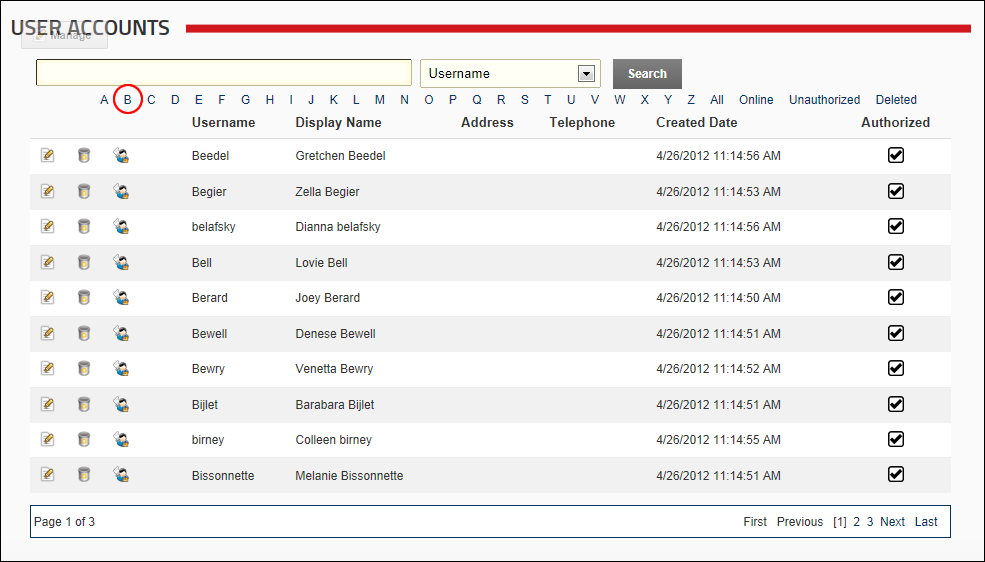 USER ACCOUNTS
Manage
Username Search
A B C D E F G H I J K L M N O P Q R S T U V W X Y Z All Online Unauthorized Deleted
Username Display Name Address Telephone Created Date Authorized
Beedel Gretchen Beedel 4/26/2012 11:14:56 AM
Begier Zella Begier 4/26/2012 11:14:53 AM
belafsky Dianna belafsky 4/26/2012 11:14:56 AM
Bell Lovie Bell 4/26/2012 11:14:53 AM
Berard Joey Berard 4/26/2012 11:14:50 AM
Bewell Denese Bewell 4/26/2012 11:14:51 AM
Bewry Venetta Bewry 4/26/2012 11:14:52 AM
Bijlet Barabara Bijlet 4/26/2012 11:14:51 AM
birney Colleen birney 4/26/2012 11:14:55 AM
Bissonnette Melanie Bissonnette 4/26/2012 11:14:51 AM
Page 1 of 3 First Previous [1] 2 3 Next Last